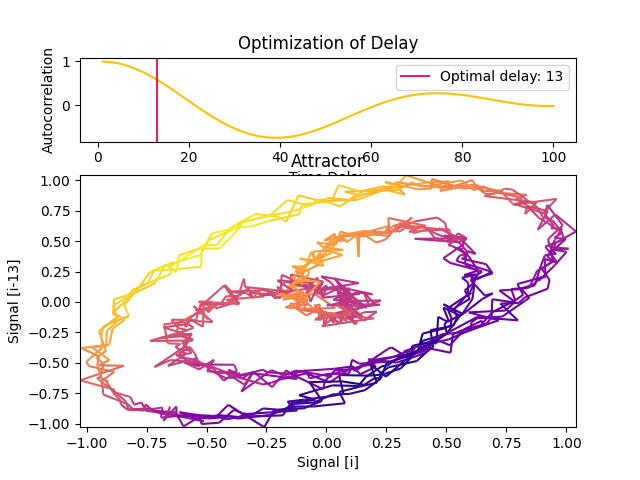 Optimization of Delay
Autocorrelation
1
0
Optimal delay: 13
0 20 40 60 80 100
Attractor
Signal [i-13]
1.00
0.75
0.50
0.25
0.00
−0.25
−0.50
−0.75
−1.00
−1.00 −0.75 −0.50 −0.25 0.00 0.25 0.50 0.75 1.00
Signal [i]